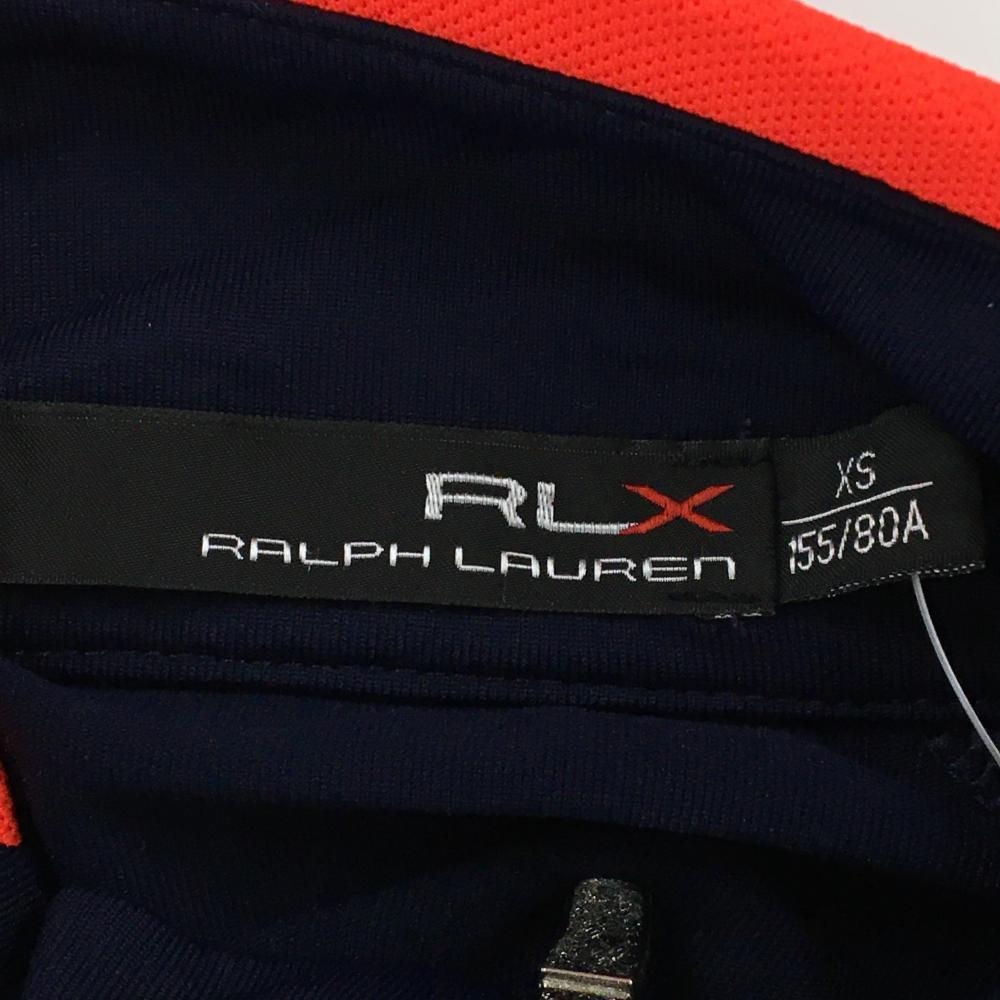 RLX
RALPH LAUREN
XS
155/80A